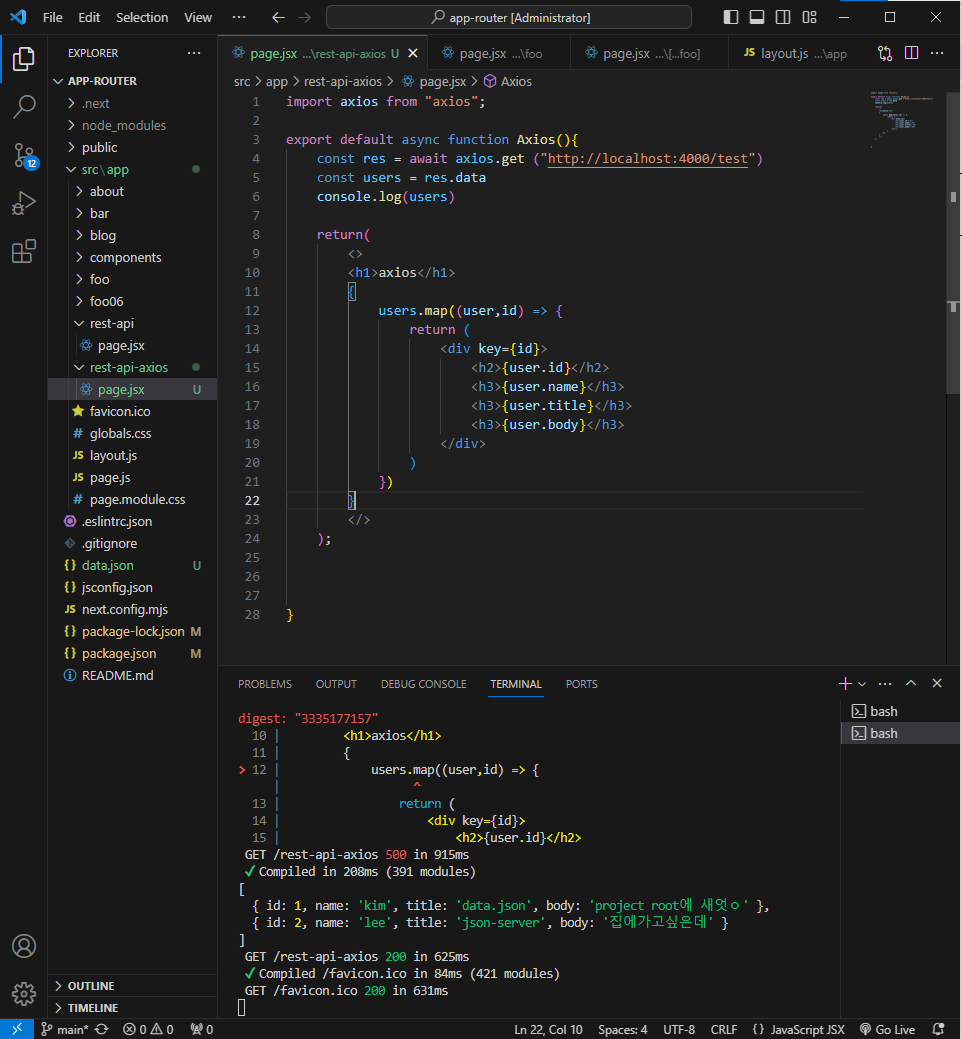 File Edit Selection View ··· app-router [Administrator]
EXPLORER ···
APP-ROUTER
.next
node_modules
public
src\app
about
bar
blog
components
foo
foo06
rest-api
page.jsx
rest-api-axios
page.jsx U
favicon.ico
globals.css
JS layout.js
JS page.js
page.module.css
.eslintrc.json
.gitignore
{} data.json U
{} jsconfig.json
JS next.config.mjs
{} package-lock.json M
{} package.json M
README.md
OUTLINE
TIMELINE
12
page.jsx ...\rest-api-axios U page.jsx ...\foo page.jsx ...\[...foo] JS layout.js ...\app ···
src > app > rest-api-axios > page.jsx > Axios
1 import axios from "axios";
2
3 export default async function Axios(){
4 const res = await axios.get ("http://localhost:4000/test")
5 const users = res.data
6 console.log(users)
7
8 return(
9 <>
10 <h1>axios</h1>
11 {
12 users.map((user,id) => {
13 return (
14 <div key={id}>
15 <h2>{user.id}</h2>
16 <h3>{user.name}</h3>
17 <h3>{user.title}</h3>
18 <h3>{user.body}</h3>
19 </div>
20 )
21 })
22 }
23 </>
24 );
25
26
27
28 }
PROBLEMS OUTPUT DEBUG CONSOLE TERMINAL PORTS
bash
bash
digest: "3335177157"
10 | <h1>axios</h1>
11 | {
> 12 | users.map((user,id) => {
| ^
13 | return (
14 | <div key={id}>
15 | <h2>{user.id}</h2>
GET /rest-api-axios 500 in 915ms
✓ Compiled in 208ms (391 modules)
[
{ id: 1, name: 'kim', title: 'data.json', body: 'project root에 새엇ㅇ' },
{ id: 2, name: 'lee', title: 'json-server', body: '집에가고싶은데' }
]
GET /rest-api-axios 200 in 625ms
✓ Compiled /favicon.ico in 84ms (421 modules)
GET /favicon.ico 200 in 631ms
main* 0 0 0 Ln 22, Col 10 Spaces: 4 UTF-8 CRLF {} JavaScript JSX Go Live